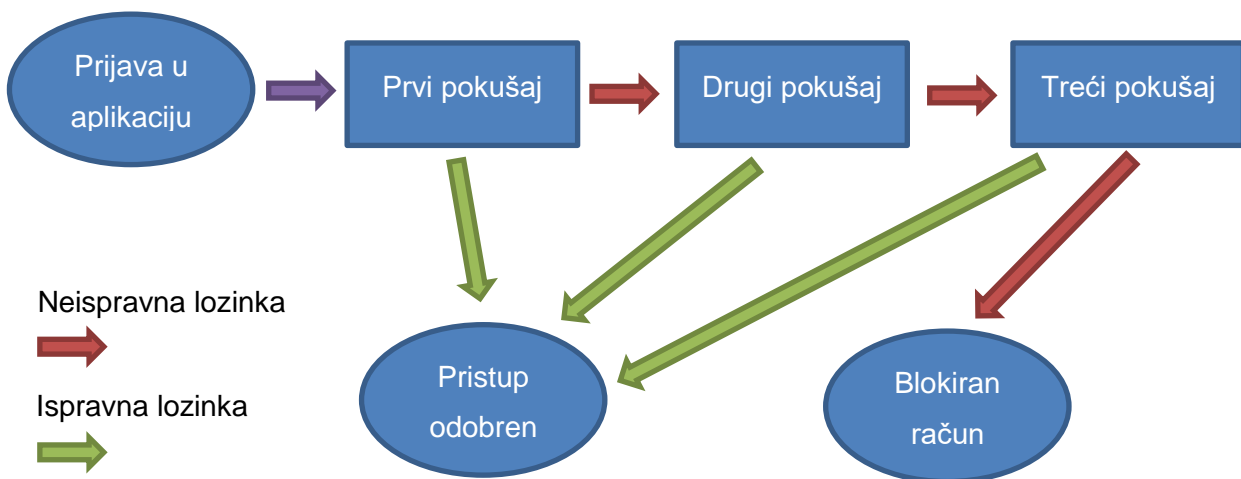 Prijava u
aplikaciju
Prvi pokušaj
Drugi pokušaj
Treći pokušaj
Neispravna lozinka
Ispravna lozinka
Pristup
odobren
Blokiran
račun